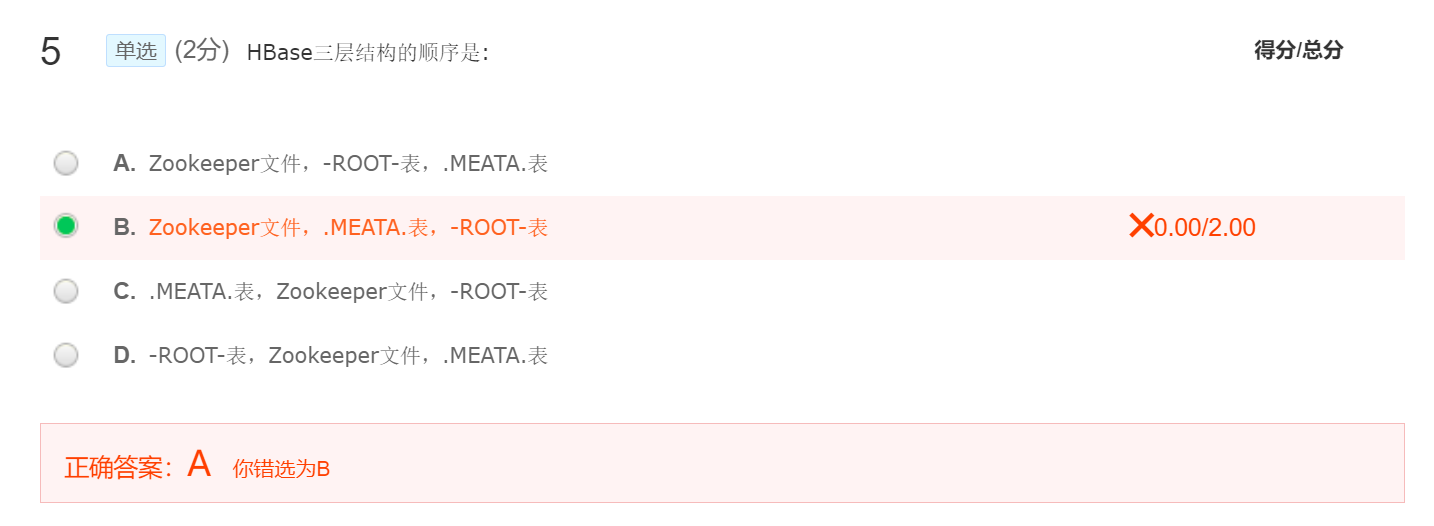 5 单选 (2分) HBase三层结构的顺序是: 得分/总分
A. Zookeeper文件，-ROOT-表，.MEATA.表
B. Zookeeper文件，.MEATA.表，-ROOT-表 ✕0.00/2.00
C. .MEATA.表，Zookeeper文件，-ROOT-表
D. -ROOT-表，Zookeeper文件，.MEATA.表
正确答案：A 你错选为B